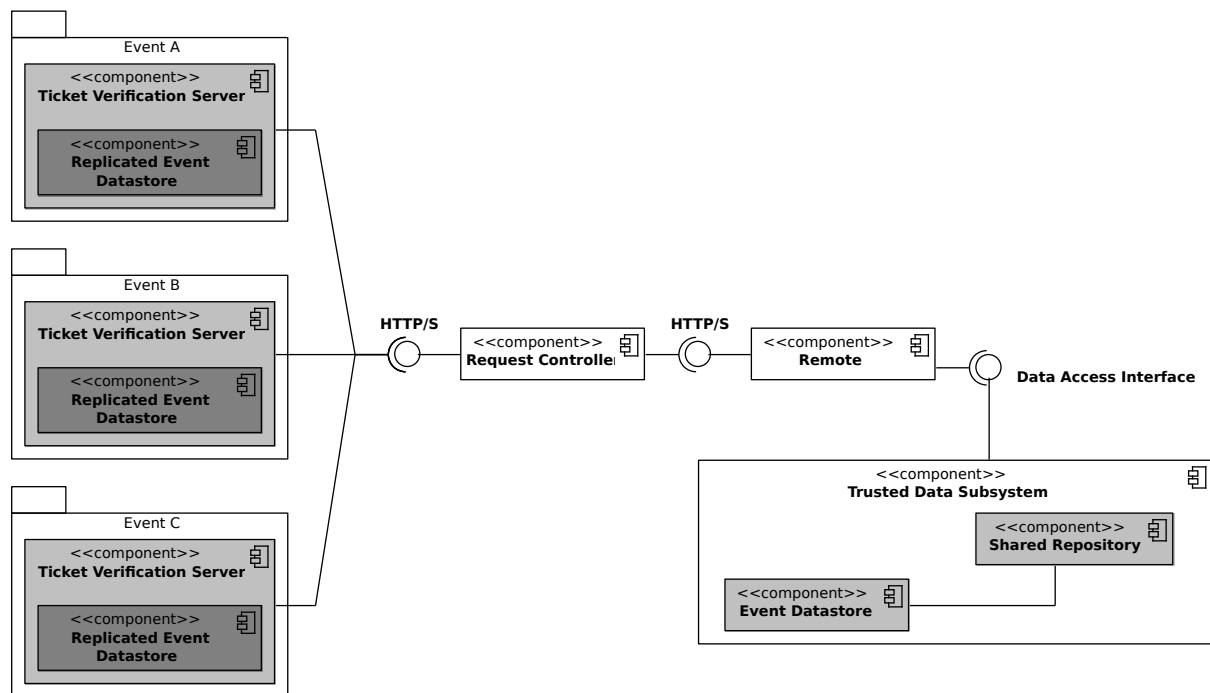 Event A
<<component>>
Ticket Verification Server
<<component>>
Replicated Event
Datastore
Event B
<<component>>
Ticket Verification Server
<<component>>
Replicated Event
Datastore
Event C
<<component>>
Ticket Verification Server
<<component>>
Replicated Event
Datastore
HTTP/S
<<component>>
Request Controlle
HTTP/S
<<component>>
Remote
Data Access Interface
<<component>>
Trusted Data Subsystem
<<component>>
Shared Repository
<<component>>
Event Datastore